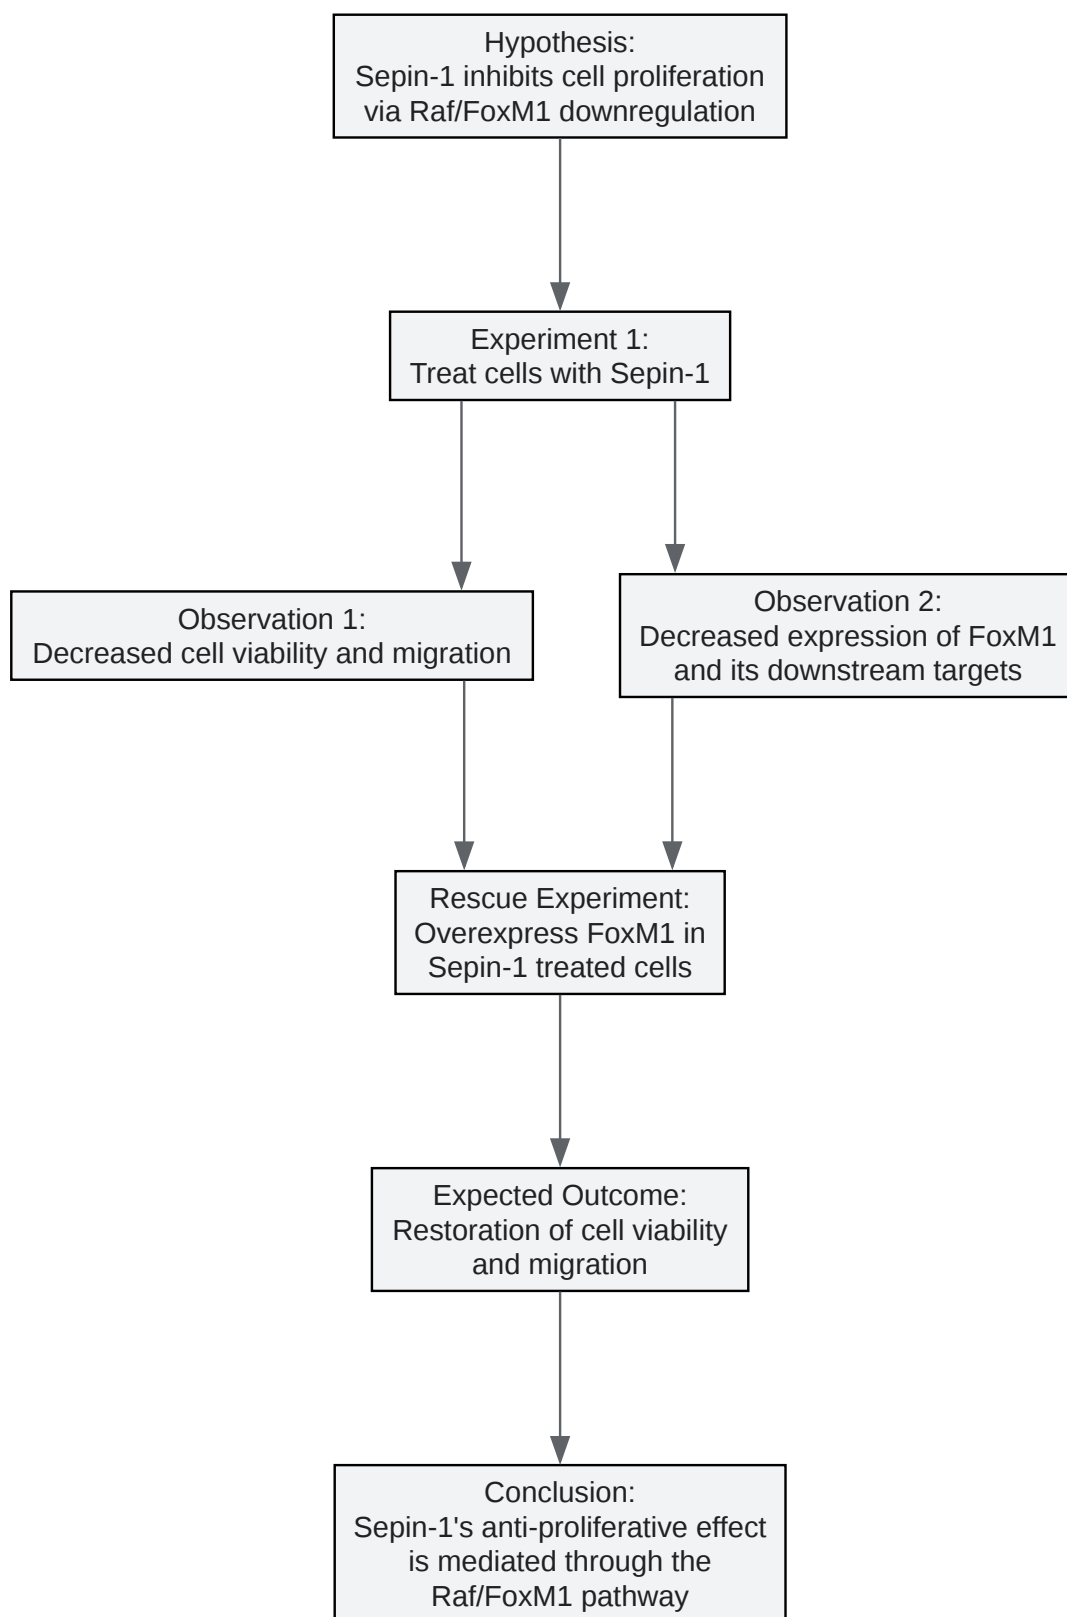 Hypothesis:
Sepin-1 inhibits cell proliferation
via Raf/FoxM1 downregulation
Experiment 1:
Treat cells with Sepin-1
Observation 1:
Decreased cell viability and migration
Observation 2:
Decreased expression of FoxM1
and its downstream targets
Rescue Experiment:
Overexpress FoxM1 in
Sepin-1 treated cells
Expected Outcome:
Restoration of cell viability
and migration
Conclusion:
Sepin-1's anti-proliferative effect
is mediated through the
Raf/FoxM1 pathway